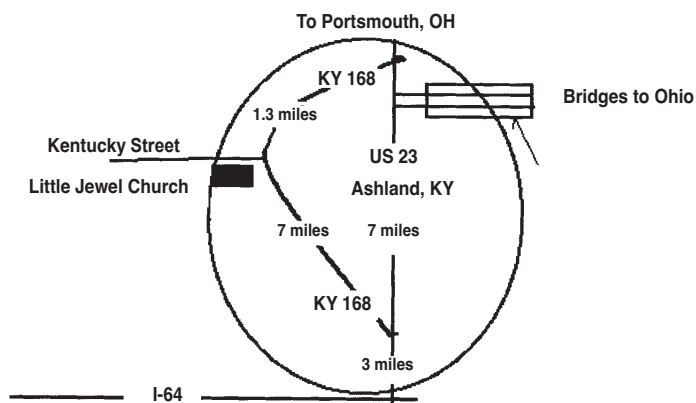 To Portsmouth, OH
KY 168
Bridges to Ohio
1.3 miles
Kentucky Street
US 23
Little Jewel Church
Ashland, KY
7 miles
7 miles
KY 168
3 miles
I-64